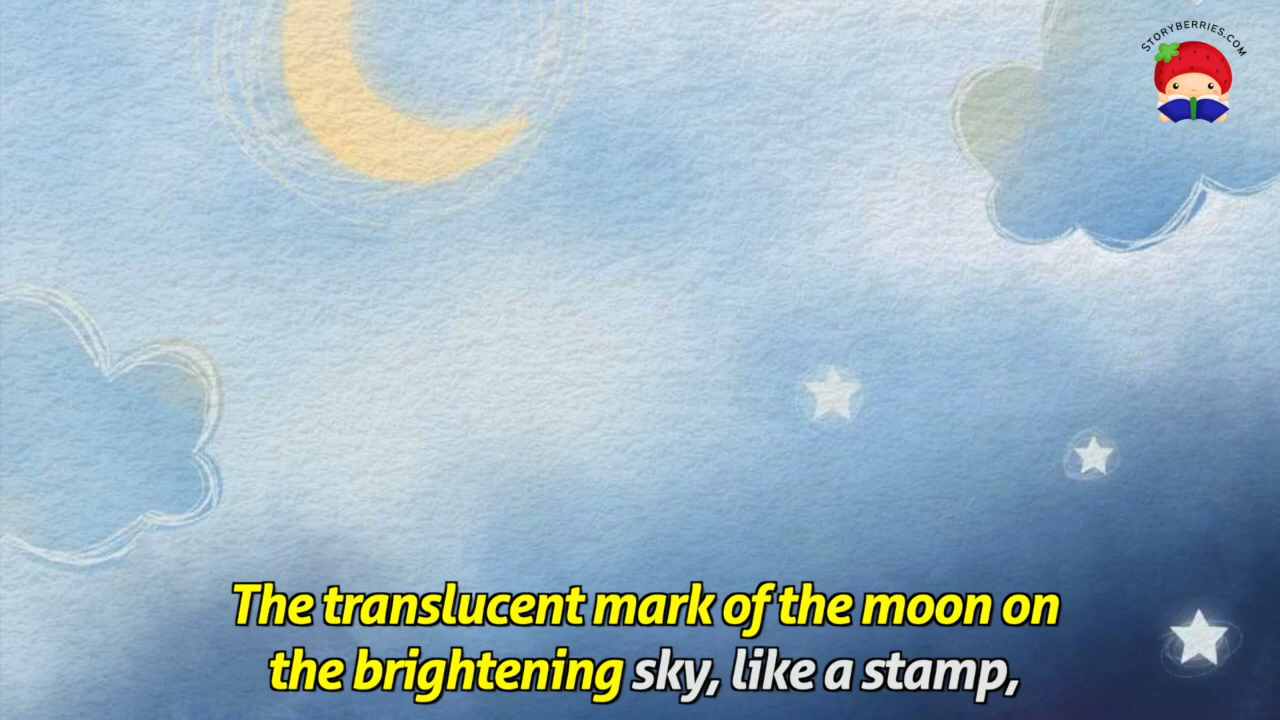 STORYBERRIES.COM
The translucent mark of the moon on
the brightening sky, like a stamp,